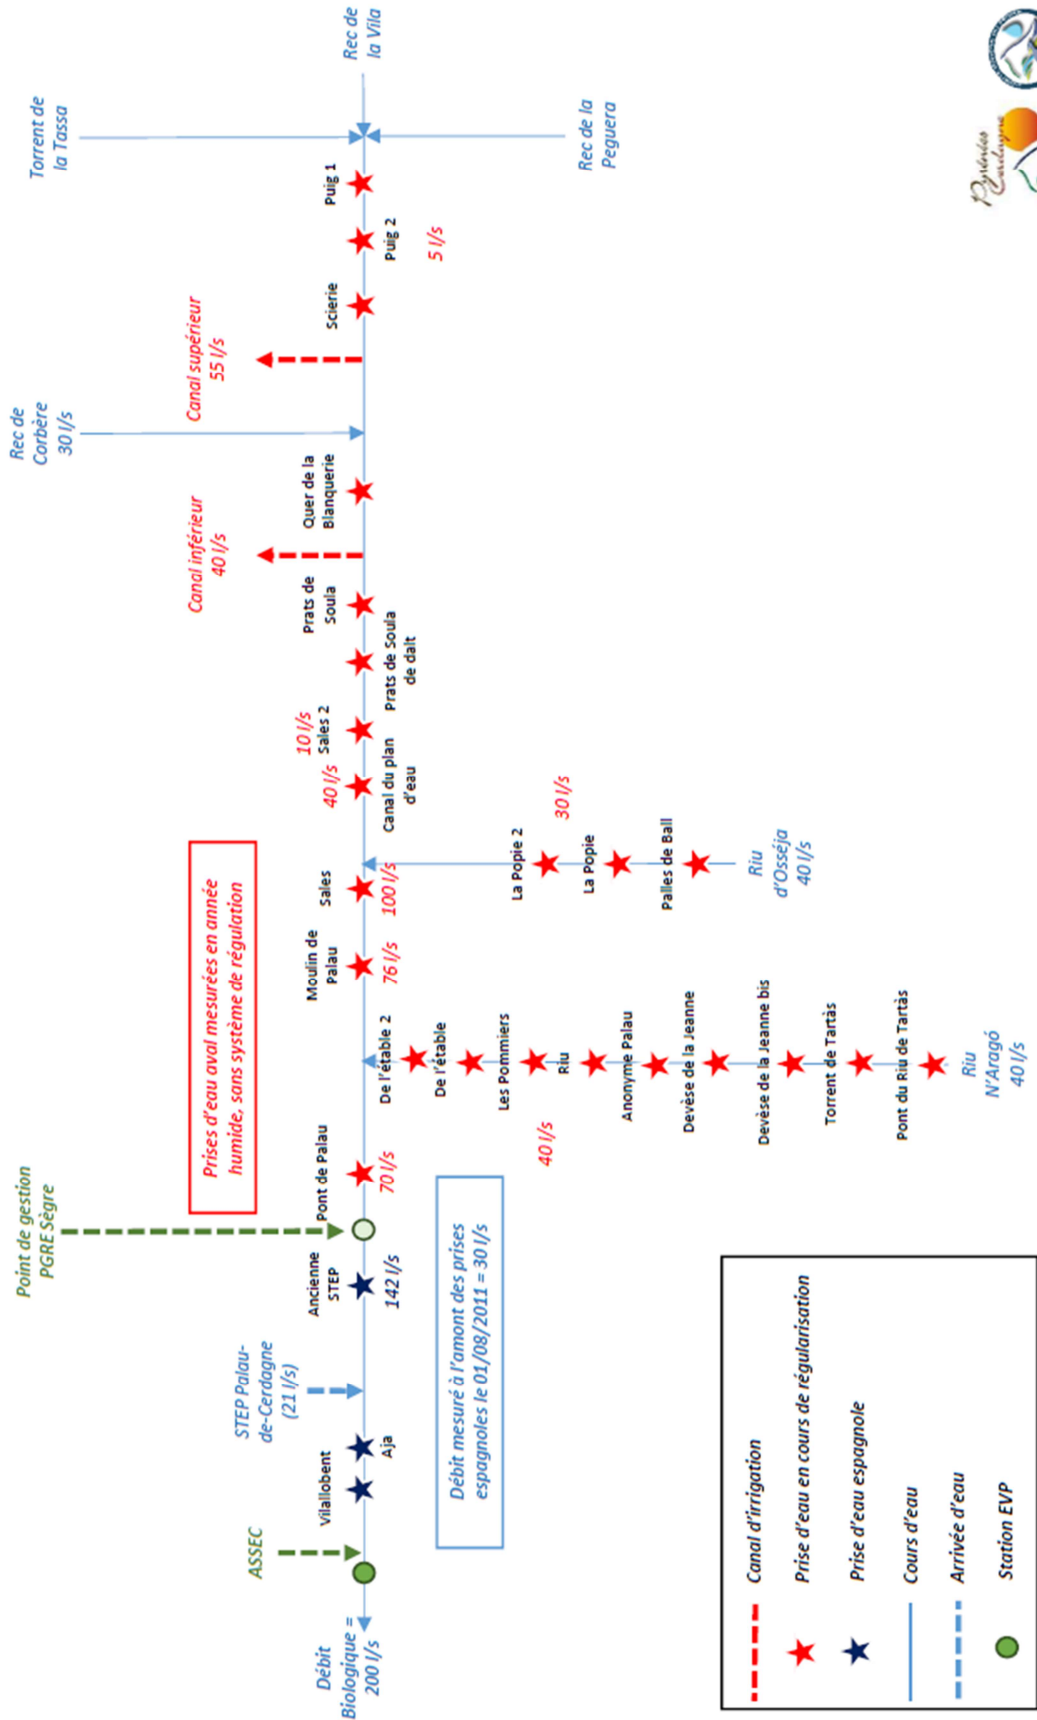 Torrent de
la Tassa
Rec de
la Vila
Rec de la
Peguera
Puig 1
Puig 2
5 l/s
Scierie
Canal supérieur
55 l/s
Rec de
Corbère
30 l/s
Quer de la
Blanquerie
Canal inférieur
40 l/s
Prats de
Soula
Prats de Soula
de dalt
10 l/s
Sales 2
40 l/s
Canal du plan
d'eau
La Popie 2
30 l/s
La Popie
Palles de Ball
Riu
d'Osséja
40 l/s
Sales
100 l/s
Moulin de
Palau
76 l/s
Prises d'eau aval mesurées en année
humide, sans système de régulation
De l'étable 2
De l'étable
Les Pommiers
40 l/s
Riu
Anonyme Palau
Devèse de la Jeanne
Devèse de la Jeanne bis
Torrent de Tartàs
Pont du Riu de Tartàs
Riu
N'Aragó
40 l/s
Pont de Palau
70 l/s
Point de gestion
PGRE Sègre
Ancienne
STEP
142 l/s
STEP Palau-
de-Cerdagne
(21 l/s)
Aja
Vilallobent
ASSEC
Débit
Biologique =
200 l/s
Débit mesuré à l'amont des prises
espagnoles le 01/08/2011 = 30 l/s
Canal d'irrigation
Prise d'eau en cours de régularisation
Prise d'eau espagnole
Cours d'eau
Arrivée d'eau
Station EVP
Pyrénées
Cerdagne